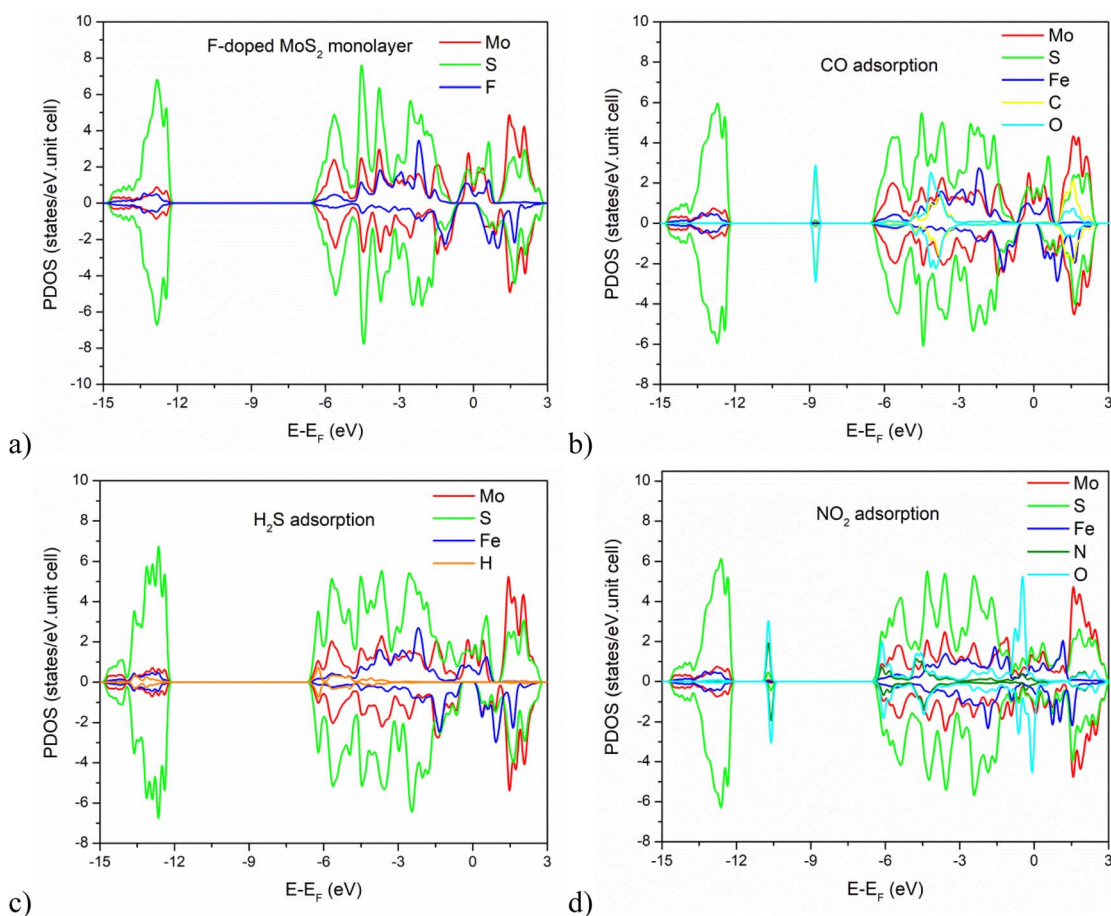 F-doped MoS2 monolayer
Mo
S
F
PDOS (states/eV.unit cell)
10
8
6
4
2
0
-2
-4
-6
-8
-10
-15
-12
-9
-6
-3
0
3
E-EF (eV)
a)
CO adsorption
Mo
S
Fe
C
O
PDOS (states/eV.unit cell)
10
8
6
4
2
0
-2
-4
-6
-8
-15
-12
-9
-6
-3
0
3
E-EF (eV)
b)
H2S adsorption
Mo
S
Fe
H
PDOS (states/eV.unit cell)
10
8
6
4
2
0
-2
-4
-6
-8
-15
-12
-9
-6
-3
0
3
E-EF (eV)
c)
NO2 adsorption
Mo
S
Fe
N
O
PDOS (states/eV.unit cell)
10
8
6
4
2
0
-2
-4
-6
-8
-15
-12
-9
-6
-3
0
3
E-EF (eV)
d)